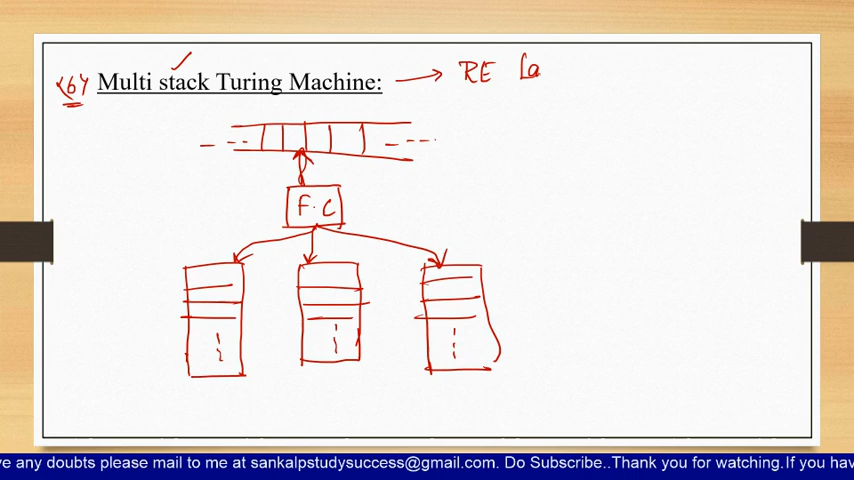 <6> Multi stack Turing Machine: → RE La
F.C
ve any doubts please mail to me at sankalpstudysuccess@gmail.com. Do Subscribe..Thank you for watching.If you hav